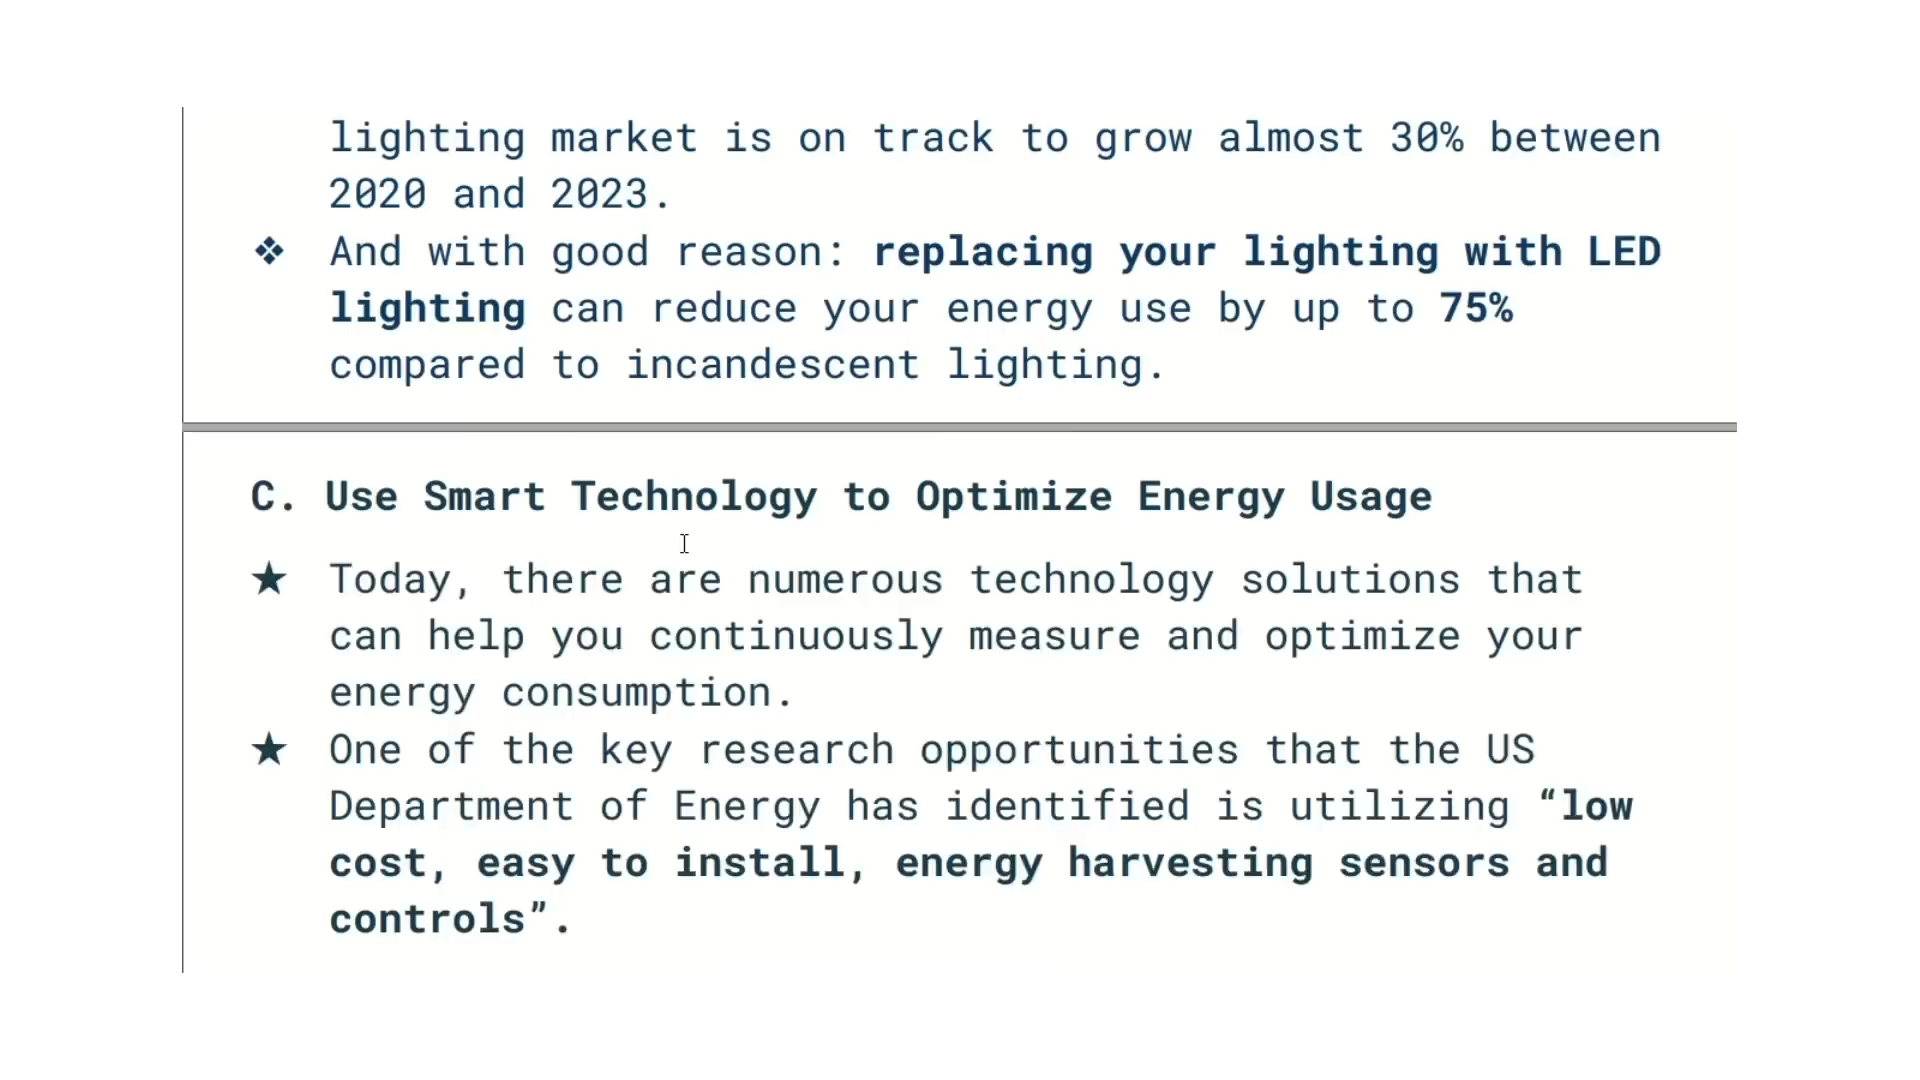 lighting market is on track to grow almost 30% between
2020 and 2023.
❖ And with good reason: replacing your lighting with LED
lighting can reduce your energy use by up to 75%
compared to incandescent lighting.
C. Use Smart Technology to Optimize Energy Usage
★ Today, there are numerous technology solutions that
can help you continuously measure and optimize your
energy consumption.
★ One of the key research opportunities that the US
Department of Energy has identified is utilizing “low
cost, easy to install, energy harvesting sensors and
controls”.